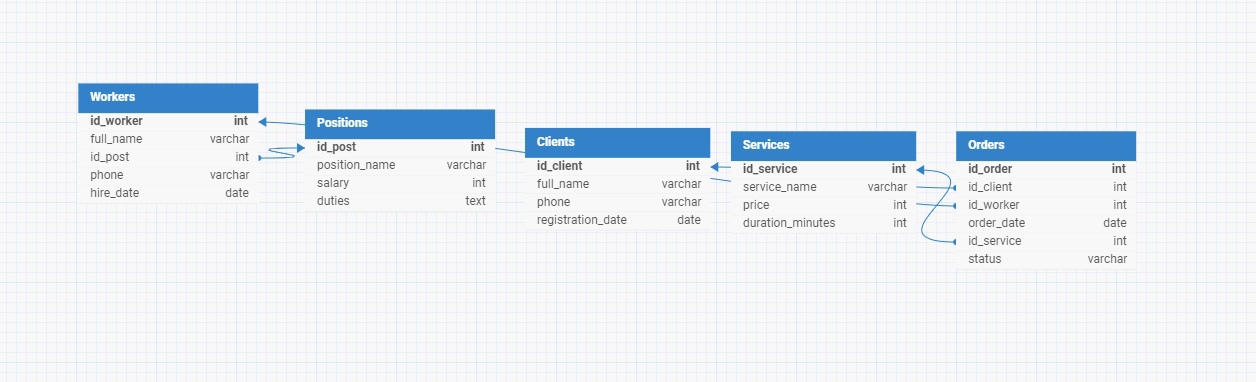 Workers
id_worker int
full_name varchar
id_post int
phone varchar
hire_date date
Positions
id_post int
position_name varchar
salary int
duties text
Clients
id_client int
full_name varchar
phone varchar
registration_date date
Services
id_service int
service_name varchar
price int
duration_minutes int
Orders
id_order int
id_client int
id_worker int
order_date date
id_service int
status varchar